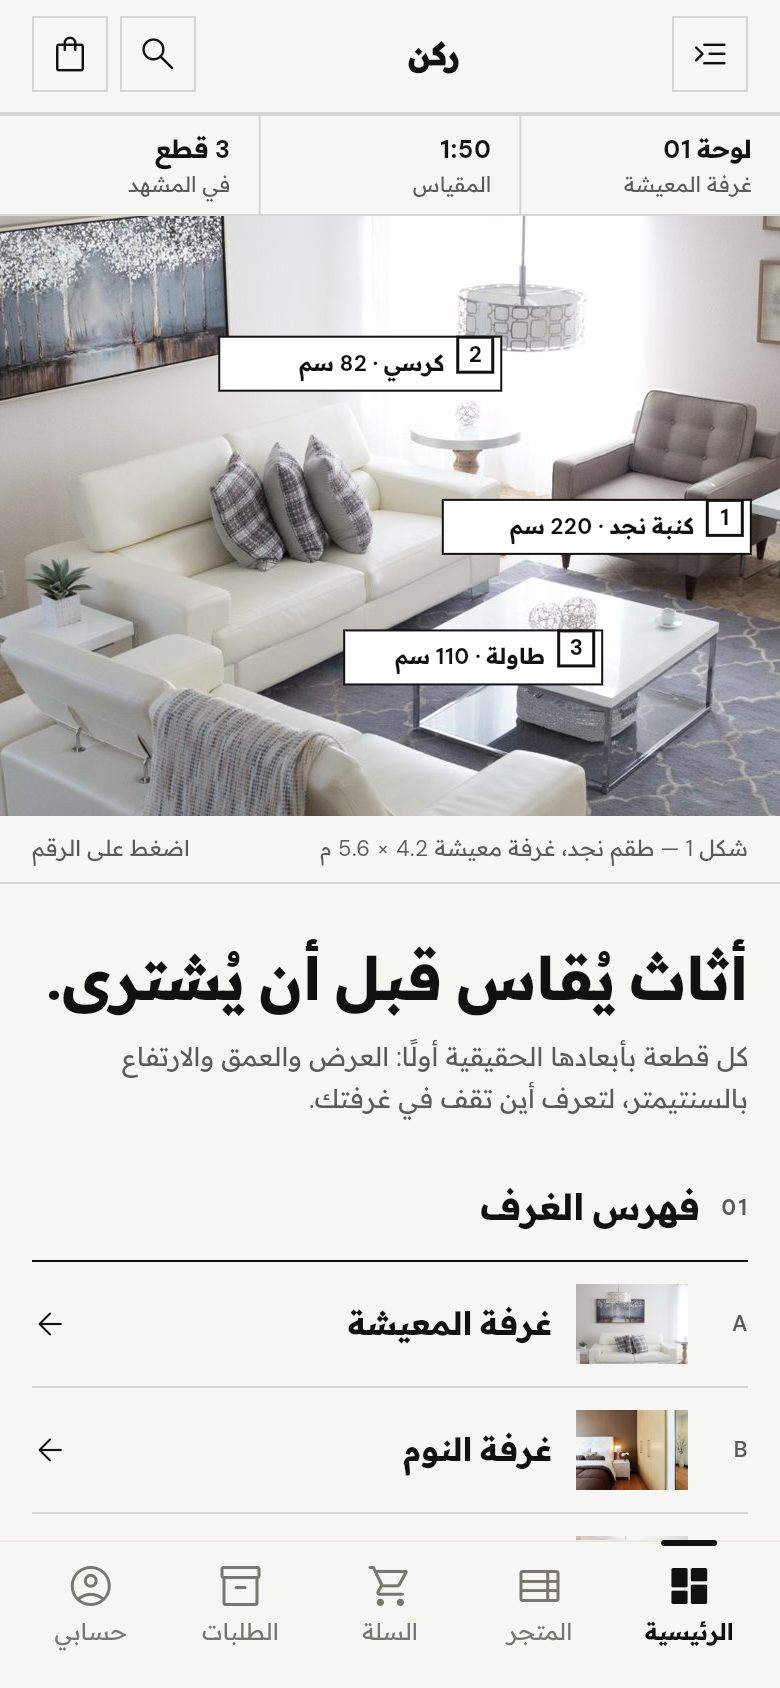 ركن
لوحة 01
غرفة المعيشة
1:50
المقياس
3 قطع
في المشهد
2 كرسي · 82 سم
1 كنبة نجد · 220 سم
3 طاولة · 110 سم
شكل 1 — طقم نجد، غرفة معيشة 4.2 × 5.6 م
اضغط على الرقم
أثاث يُقاس قبل أن يُشترى.
كل قطعة بأبعادها الحقيقية أولًا: العرض والعمق والارتفاع
بالسنتيمتر، لتعرف أين تقف في غرفتك.
01 فهرس الغرف
A غرفة المعيشة
B غرفة النوم
الرئيسية
المتجر
السلة
الطلبات
حسابي